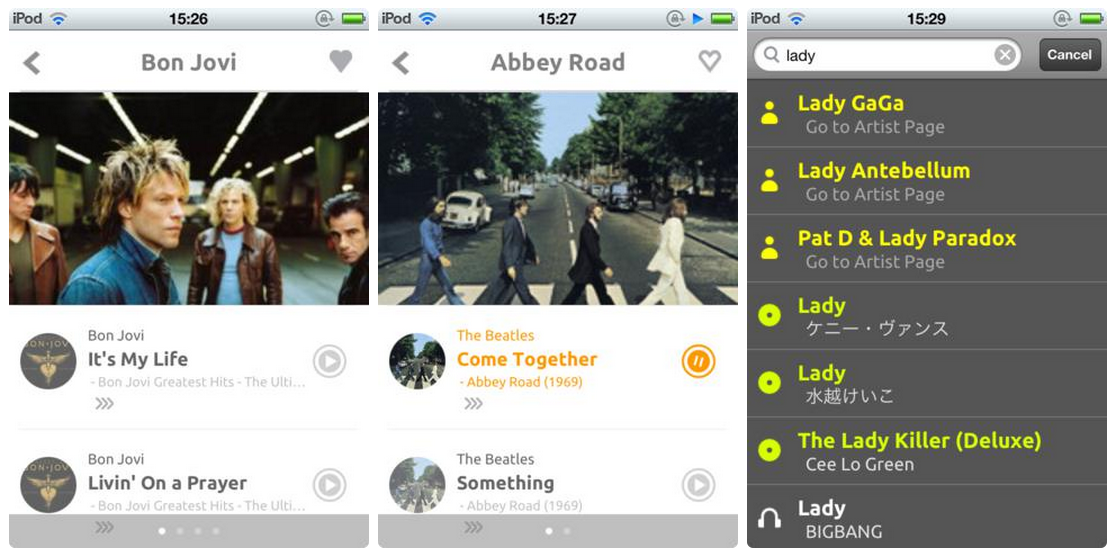 iPod 15:26
Bon Jovi
BON·JOVI
Bon Jovi
It's My Life
- Bon Jovi Greatest Hits - The Ulti...
BON·JOVI
Bon Jovi
Livin' On a Prayer
- Bon Jovi Greatest Hits - The Ulti...
iPod 15:27
Abbey Road
The Beatles
Come Together
- Abbey Road (1969)
The Beatles
Something
- Abbey Road (1969)
iPod 15:29
lady
Cancel
Lady GaGa
Go to Artist Page
Lady Antebellum
Go to Artist Page
Pat D & Lady Paradox
Go to Artist Page
Lady
ケニー・ヴァンス
Lady
水越けいこ
The Lady Killer (Deluxe)
Cee Lo Green
Lady
BIGBANG